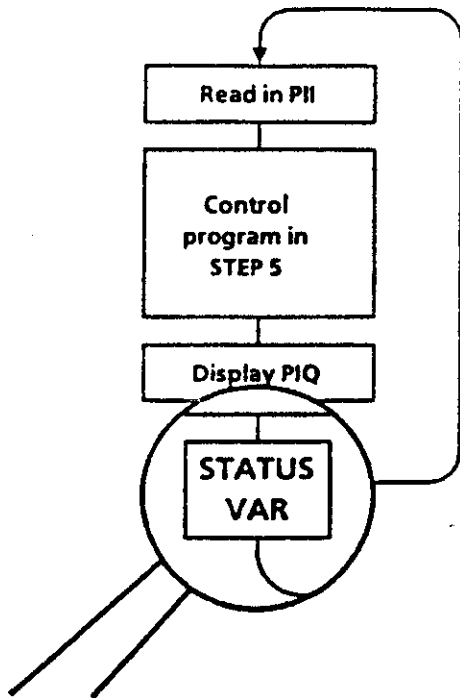 Read in PII
Control
program in
STEP 5
Display PIQ
STATUS
VAR